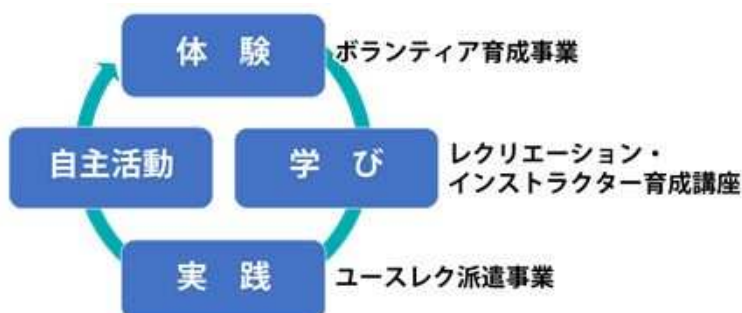 体　験
ボランティア育成事業
自主活動
学　び
レクリエーション・
インストラクター育成講座
実　践
ユースレク派遣事業